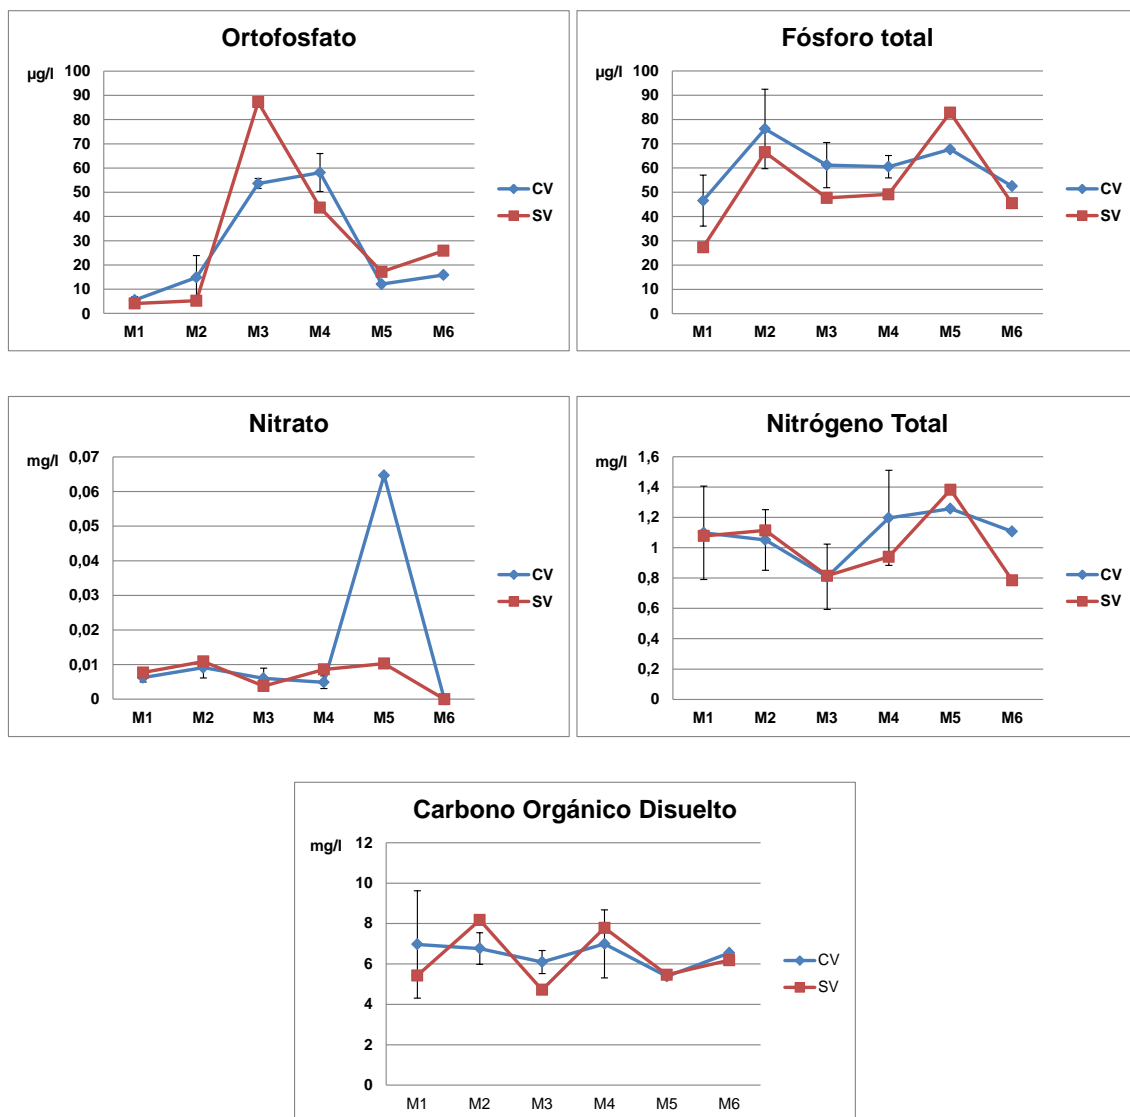 Ortofosfato
µg/l
100
90
80
70
60
50
40
30
20
10
0
M1 M2 M3 M4 M5 M6
CV
SV
Fósforo total
µg/l
100
90
80
70
60
50
40
30
20
10
0
M1 M2 M3 M4 M5 M6
CV
SV
Nitrato
mg/l
0,07
0,06
0,05
0,04
0,03
0,02
0,01
0
M1 M2 M3 M4 M5 M6
CV
SV
Nitrógeno Total
mg/l
1,6
1,4
1,2
1
0,8
0,6
0,4
0,2
0
M1 M2 M3 M4 M5 M6
CV
SV
Carbono Orgánico Disuelto
mg/l
12
10
8
6
4
2
0
M1 M2 M3 M4 M5 M6
CV
SV